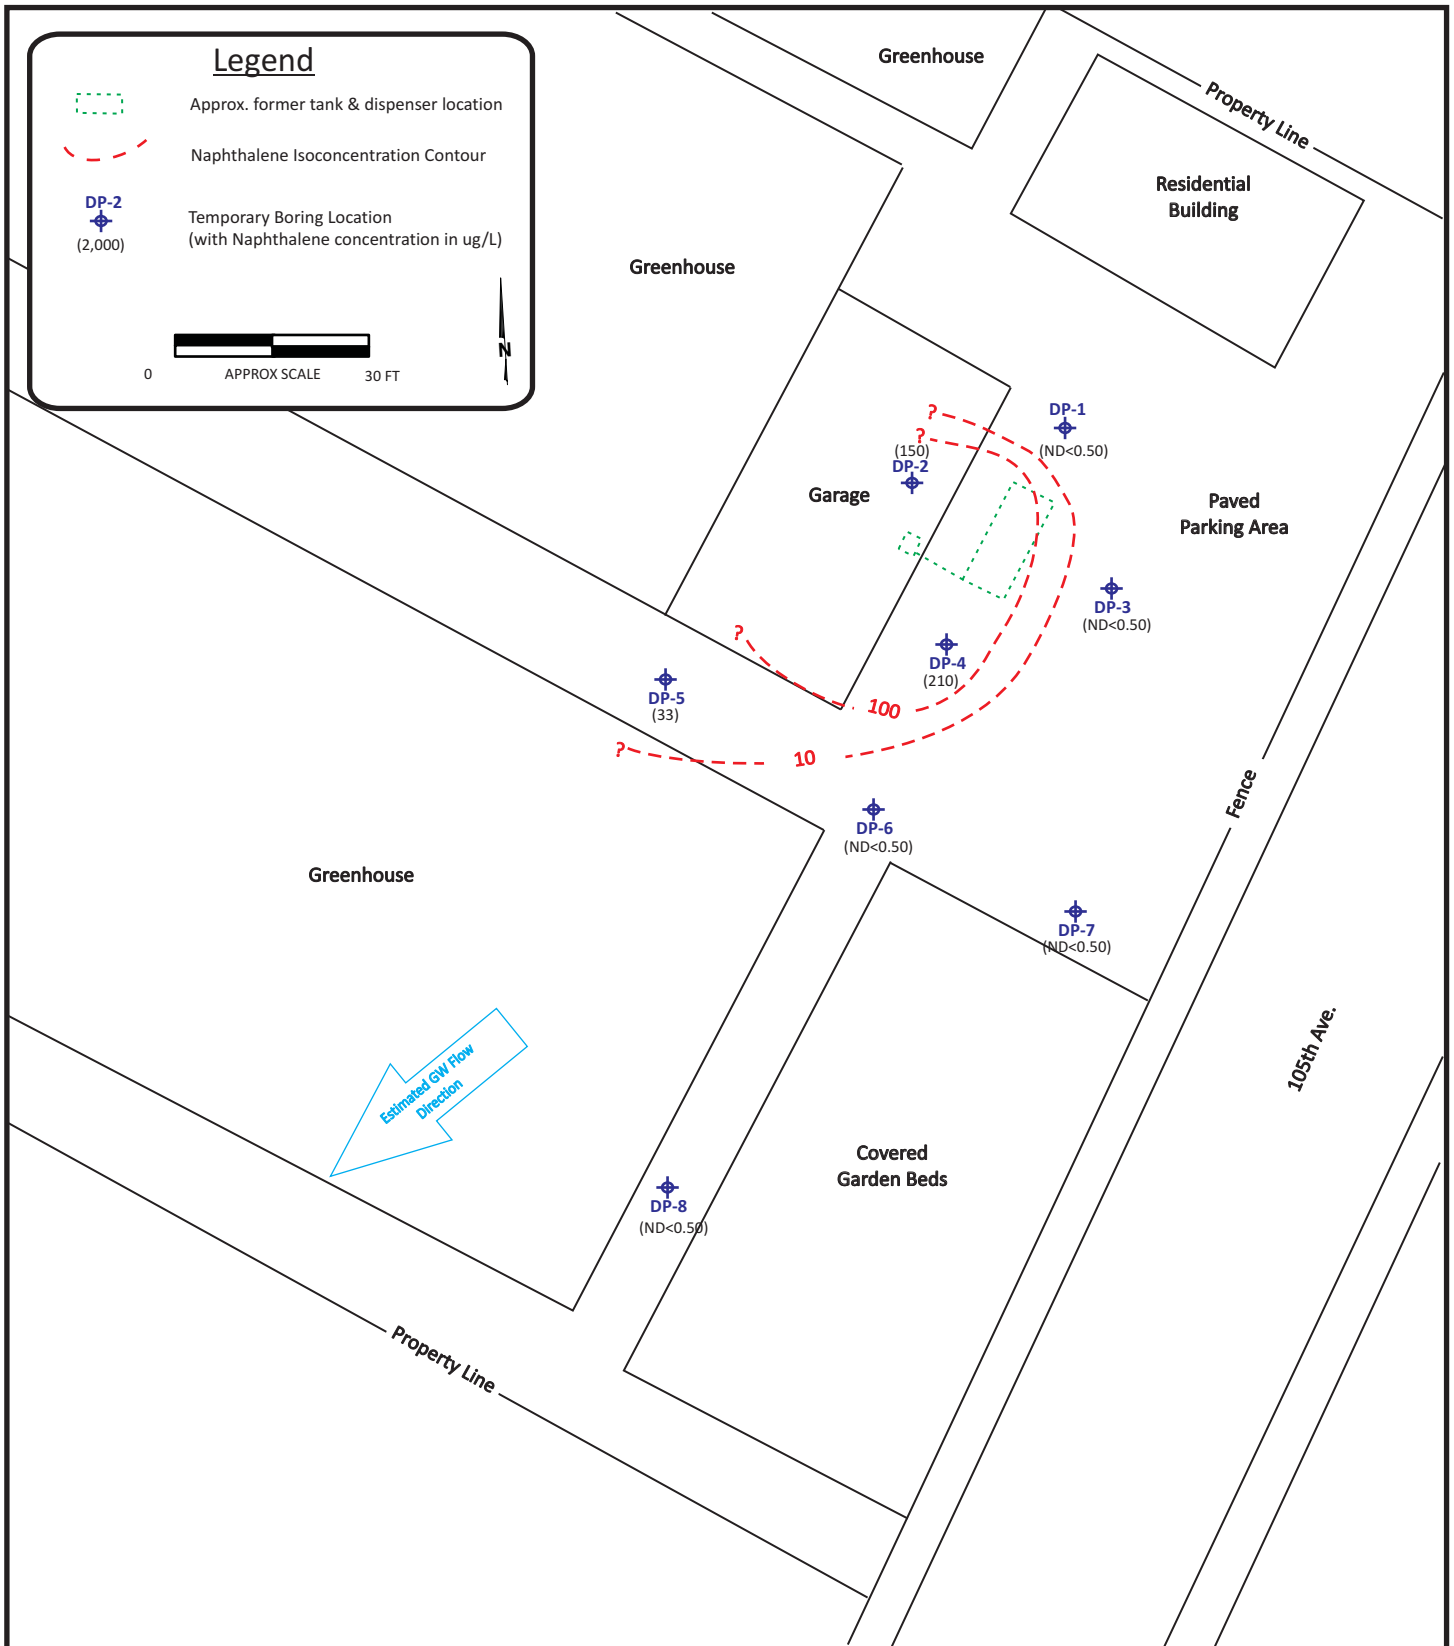 Legend
Approx. former tank & dispenser location
Naphthalene Isoconcentration Contour
DP-2
(2,000)
Temporary Boring Location
(with Naphthalene concentration in ug/L)
N
0
APPROX SCALE
30 FT
Greenhouse
Property Line
Residential
Building
Greenhouse
?
?
(150)
DP-2
DP-1
(ND<0.50)
Garage
Paved
Parking Area
DP-3
(ND<0.50)
?
DP-4
(210)
DP-5
(33)
100
?
10
Fence
DP-6
(ND<0.50)
Greenhouse
DP-7
(ND<0.50)
105th Ave.
Estimated GW Flow
Direction
Covered
Garden Beds
DP-8
(ND<0.50)
Property Line